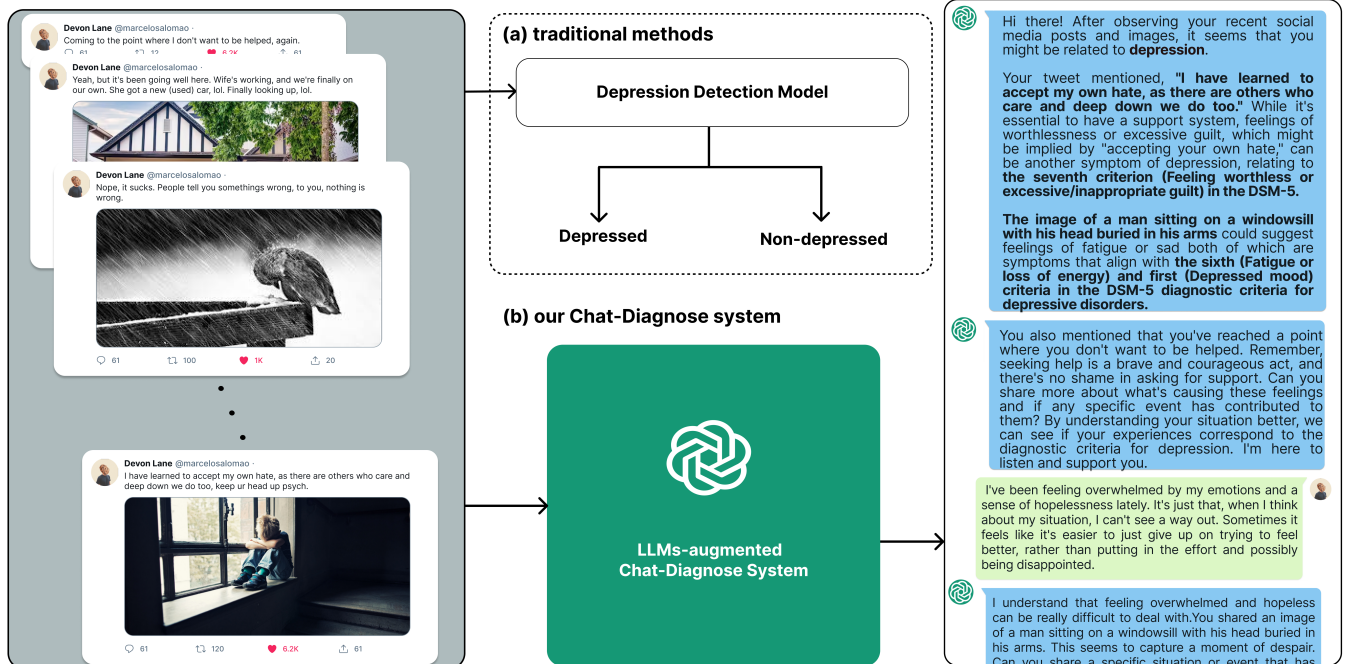 Devon Lane @marcelosalomao ·
Coming to the point where I don't want to be helped, again.
61 12 6.2K 61
Devon Lane @marcelosalomao ·
Yeah, but it's been going well here. Wife's working, and we're finally on
our own. She got a new (used) car, lol. Finally looking up, lol.
Devon Lane @marcelosalomao ·
Nope, it sucks. People tell you somethings wrong, to you, nothing is
wrong.
61 100 1K 20
Devon Lane @marcelosalomao ·
I have learned to accept my own hate, as there are others who care and
deep down we do too, keep ur head up psych.
61 120 6.2K 61
(a) traditional methods
Depression Detection Model
Depressed
Non-depressed
(b) our Chat-Diagnose system
LLMs-augmented
Chat-Diagnose System
Hi there! After observing your recent social
media posts and images, it seems that you
might be related to depression.
Your tweet mentioned, "I have learned to
accept my own hate, as there are others who
care and deep down we do too." While it's
essential to have a support system, feelings of
worthlessness or excessive guilt, which might
be implied by "accepting your own hate," can
be another symptom of depression, relating to
the seventh criterion (Feeling worthless or
excessive/inappropriate guilt) in the DSM-5.
The image of a man sitting on a windowsill
with his head buried in his arms could suggest
feelings of fatigue or sad both of which are
symptoms that align with the sixth (Fatigue or
loss of energy) and first (Depressed mood)
criteria in the DSM-5 diagnostic criteria for
depressive disorders.
You also mentioned that you've reached a point
where you don't want to be helped. Remember,
seeking help is a brave and courageous act, and
there's no shame in asking for support. Can you
share more about what's causing these feelings
and if any specific event has contributed to
them? By understanding your situation better, we
can see if your experiences correspond to the
diagnostic criteria for depression. I'm here to
listen and support you.
I've been feeling overwhelmed by my emotions and a
sense of hopelessness lately. It's just that, when I think
about my situation, I can't see a way out. Sometimes it
feels like it's easier to just give up on trying to feel
better, rather than putting in the effort and possibly
being disappointed.
I understand that feeling overwhelmed and hopeless
can be really difficult to deal with.You shared an image
of a man sitting on a windowsill with his head buried in
his arms. This seems to capture a moment of despair.
Can you share a specific situation or event that has